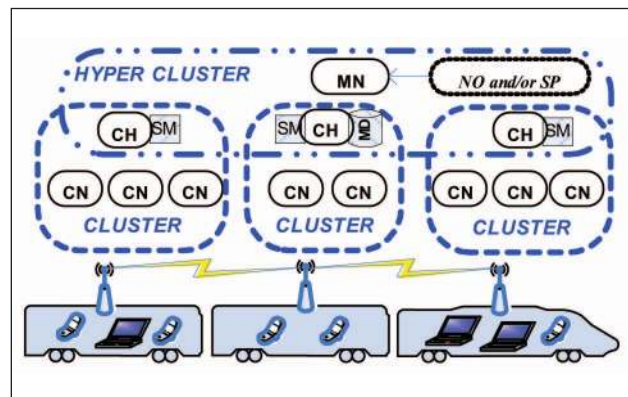 HYPER CLUSTER
MN
NO and/or SP
CH SM
SM CH MD
CH SM
CN CN CN
CN CN
CN CN CN
CLUSTER
CLUSTER
CLUSTER